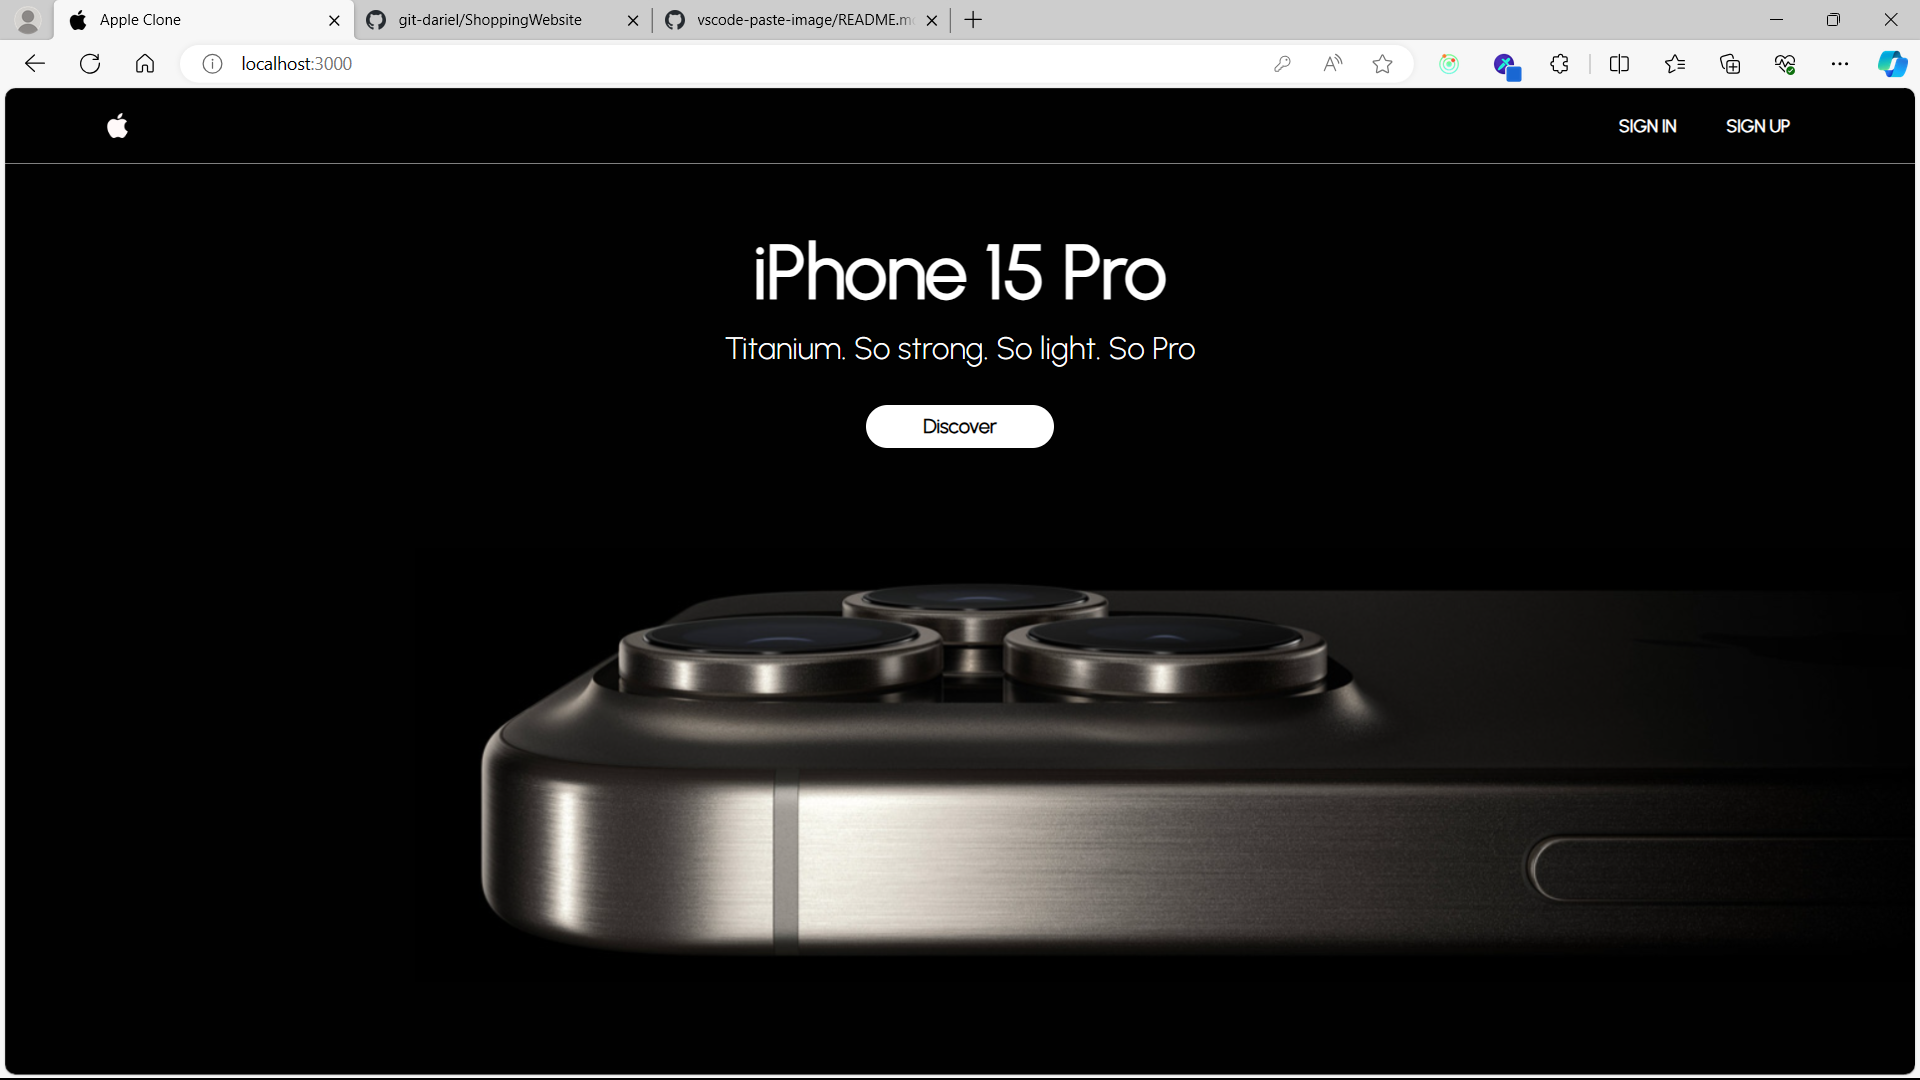 Apple Clone
git-dariel/ShoppingWebsite
vscode-paste-image/README.m
localhost:3000
SIGN IN
SIGN UP
iPhone 15 Pro
Titanium. So strong. So light. So Pro
Discover